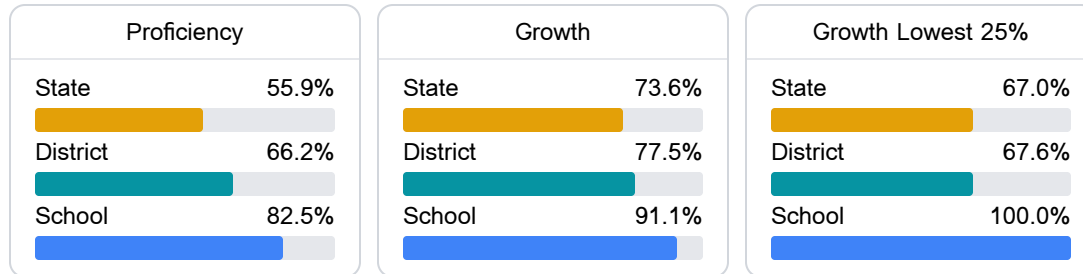 Proficiency
State 55.9%
District 66.2%
School 82.5%
Growth
State 73.6%
District 77.5%
School 91.1%
Growth Lowest 25%
State 67.0%
District 67.6%
School 100.0%